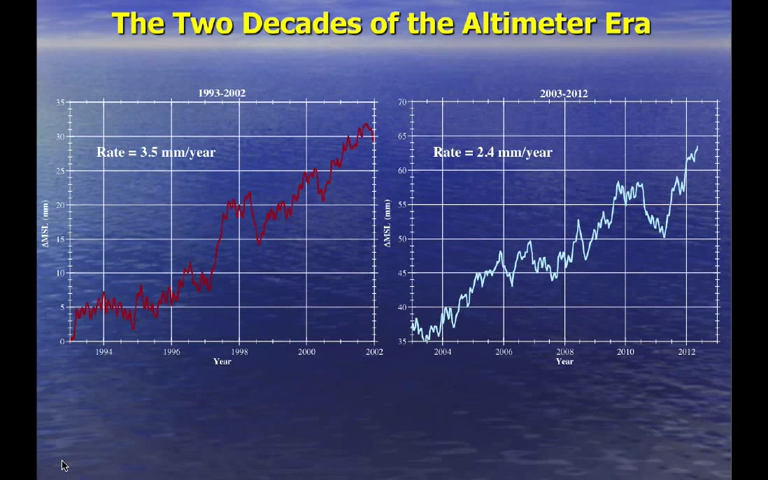 The Two Decades of the Altimeter Era
1993-2002
35
30
25
20
15
10
5
0
ΔMSL (mm)
Rate = 3.5 mm/year
1994 1996 1998 2000 2002
Year
2003-2012
70
65
60
55
50
45
40
35
ΔMSL (mm)
Rate = 2.4 mm/year
2004 2006 2008 2010 2012
Year